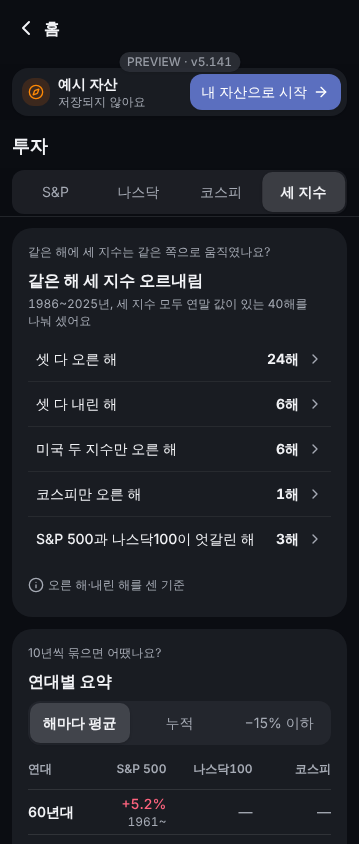 홈
PREVIEW · v5.141
예시 자산
저장되지 않아요
내 자산으로 시작 →
투자
S&P 나스닥 코스피 세 지수
같은 해에 세 지수는 같은 쪽으로 움직였나요?
같은 해 세 지수 오르내림
1986~2025년, 세 지수 모두 연말 값이 있는 40해를
나눠 셌어요
셋 다 오른 해 24해
셋 다 내린 해 6해
미국 두 지수만 오른 해 6해
코스피만 오른 해 1해
S&P 500과 나스닥100이 엇갈린 해 3해
오른 해·내린 해를 센 기준
10년씩 묶으면 어땠나요?
연대별 요약
해마다 평균 누적 −15% 이하
연대 S&P 500 나스닥100 코스피
60년대 +5.2% — —
1961~